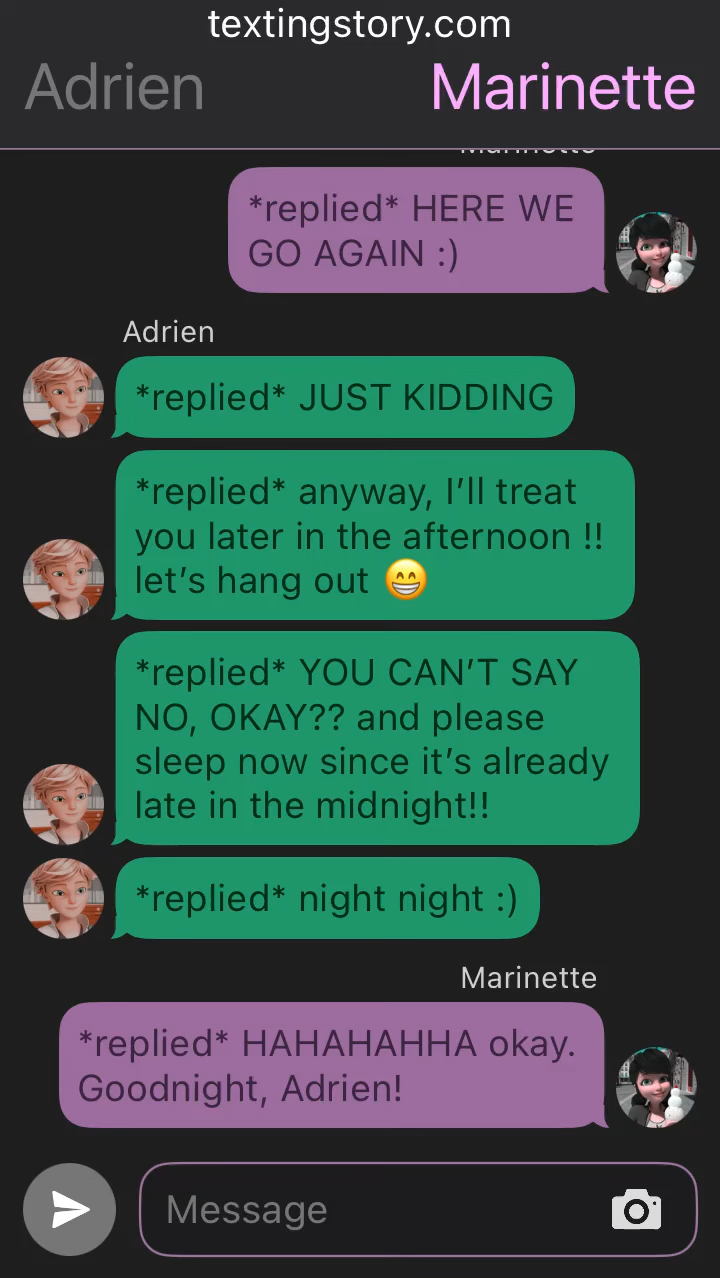 textingstory.com
Adrien
Marinette
Marinette
*replied* HERE WE
GO AGAIN :)
Adrien
*replied* JUST KIDDING
*replied* anyway, I’ll treat
you later in the afternoon !!
let’s hang out 😁
*replied* YOU CAN’T SAY
NO, OKAY?? and please
sleep now since it’s already
late in the midnight!!
*replied* night night :)
Marinette
*replied* HAHAHAHHA okay.
Goodnight, Adrien!
Message